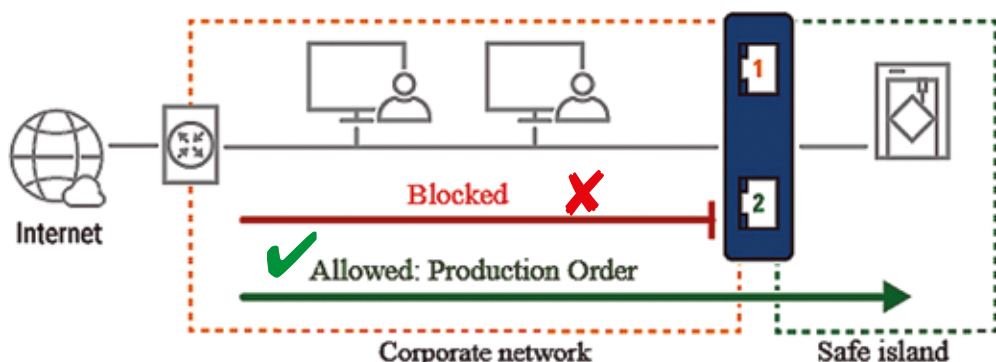 1
Blocked
2
Internet
Allowed: Production Order
Corporate network
Safe island